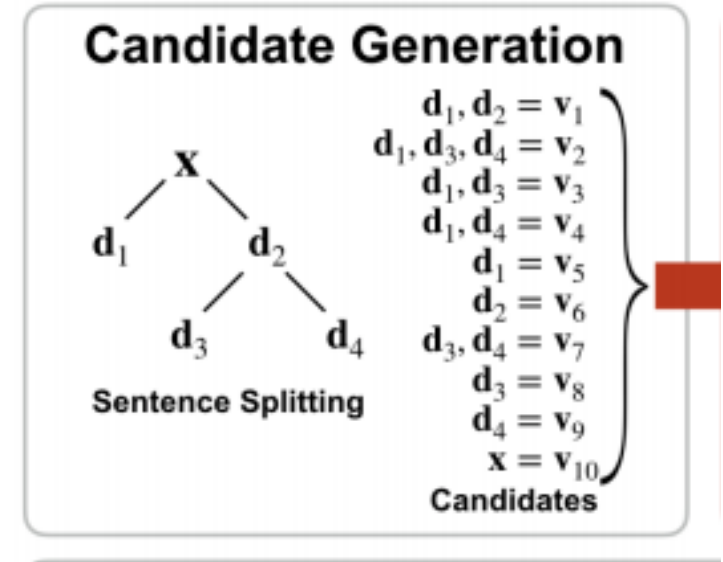 Candidate Generation
x
d₁ d₂
d₃ d₄
Sentence Splitting
d₁, d₂ = v₁
d₁, d₃, d₄ = v₂
d₁, d₃ = v₃
d₁, d₄ = v₄
d₁ = v₅
d₂ = v₆
d₃, d₄ = v₇
d₃ = v₈
d₄ = v₉
x = v₁₀
Candidates